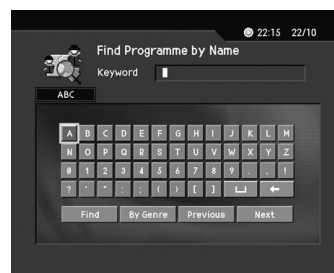 22:15 22/10
Find Programme by Name
Keyword
ABC
A B C D E F G H I J K L M
N O P Q R S T U V W X Y Z
0 1 2 3 4 5 6 7 8 9 . , !
? ' " : ; ( ) [ ]
Find By Genre Previous Next